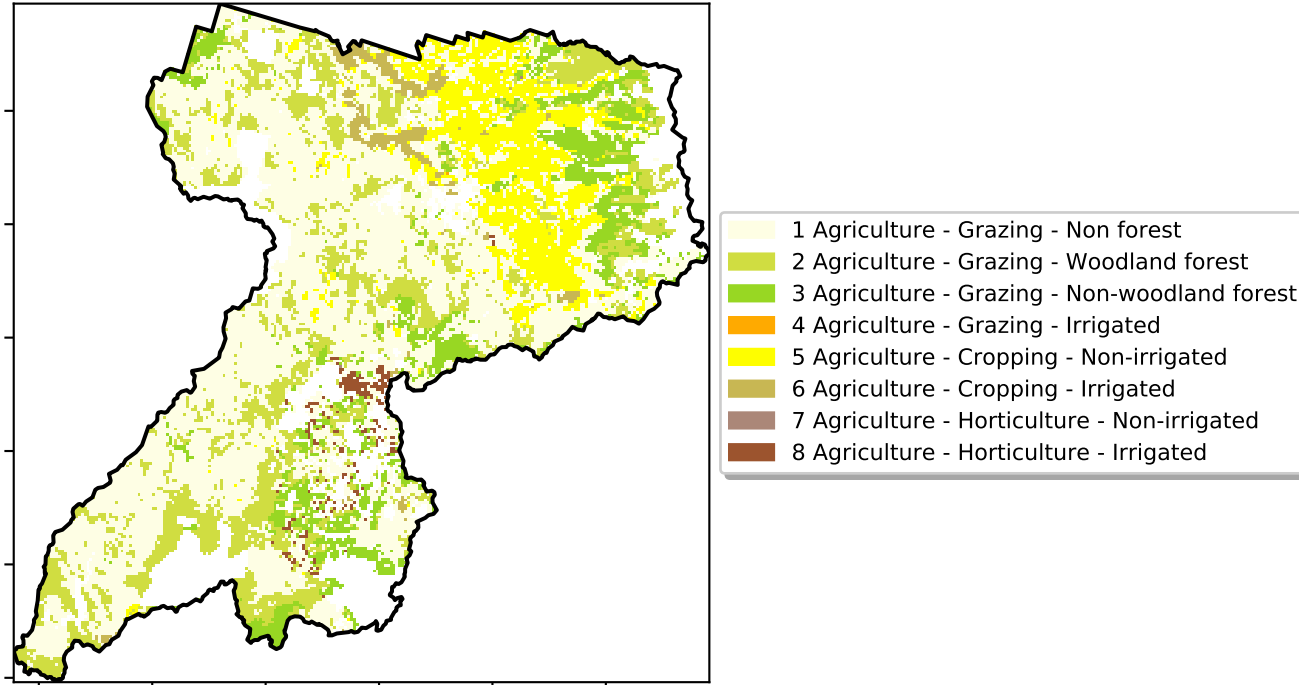 1 Agriculture - Grazing - Non forest
2 Agriculture - Grazing - Woodland forest
3 Agriculture - Grazing - Non-woodland forest
4 Agriculture - Grazing - Irrigated
5 Agriculture - Cropping - Non-irrigated
6 Agriculture - Cropping - Irrigated
7 Agriculture - Horticulture - Non-irrigated
8 Agriculture - Horticulture - Irrigated